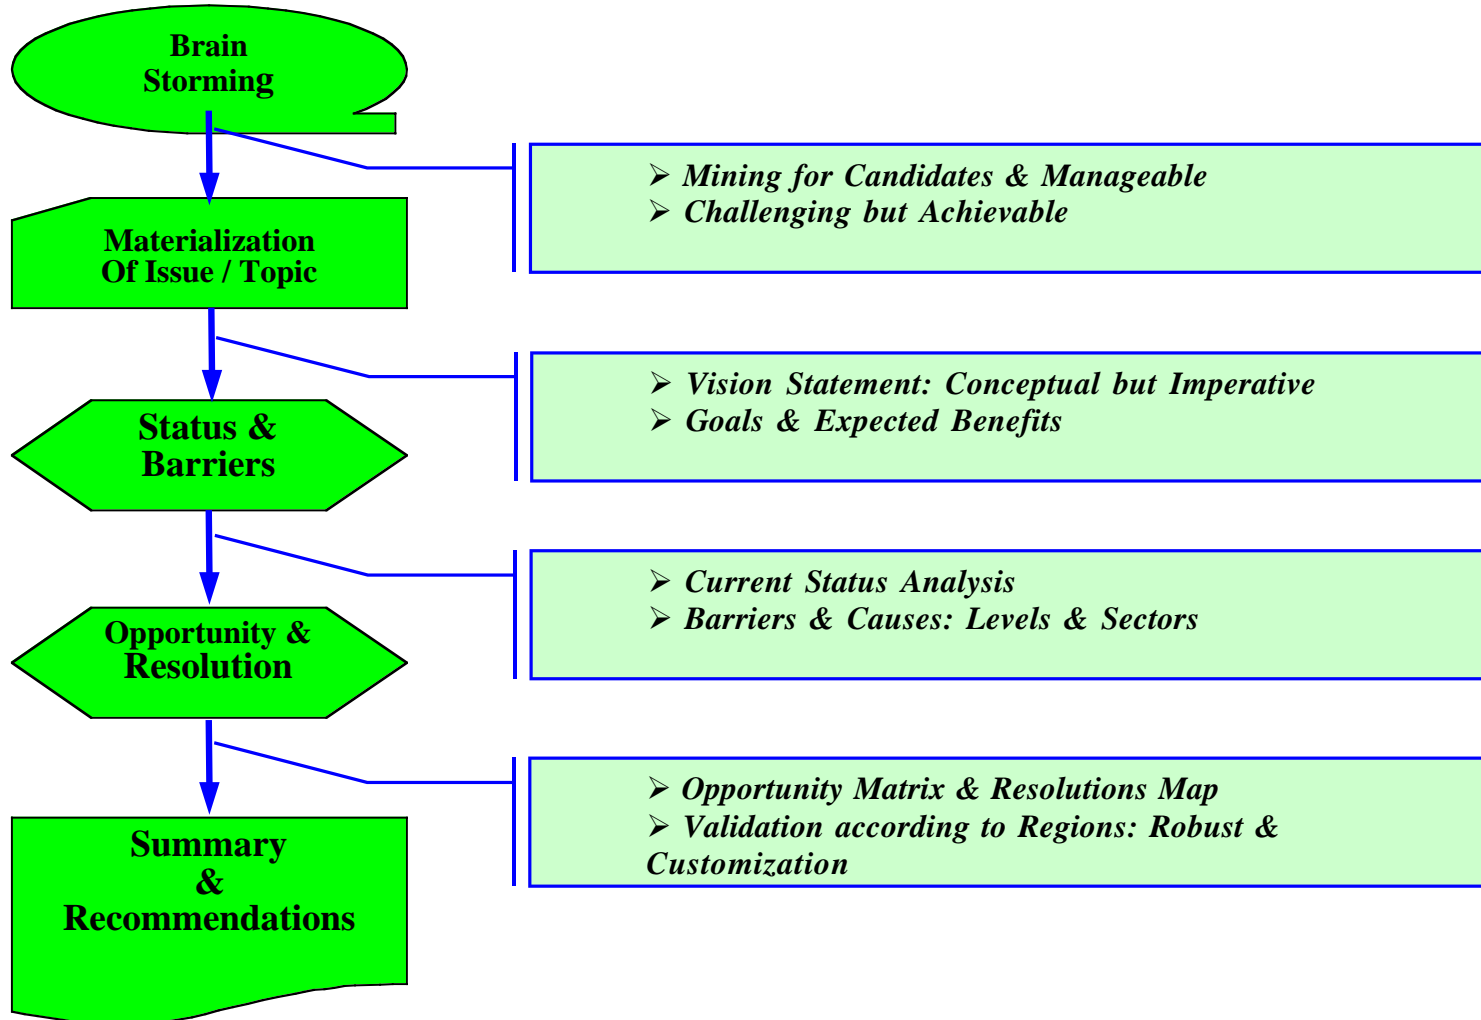 Brain
Storming
➢ Mining for Candidates & Manageable
➢ Challenging but Achievable
Materialization
Of Issue / Topic
➢ Vision Statement: Conceptual but Imperative
➢ Goals & Expected Benefits
Status &
Barriers
➢ Current Status Analysis
➢ Barriers & Causes: Levels & Sectors
Opportunity &
Resolution
➢ Opportunity Matrix & Resolutions Map
➢ Validation according to Regions: Robust &
Customization
Summary
&
Recommendations